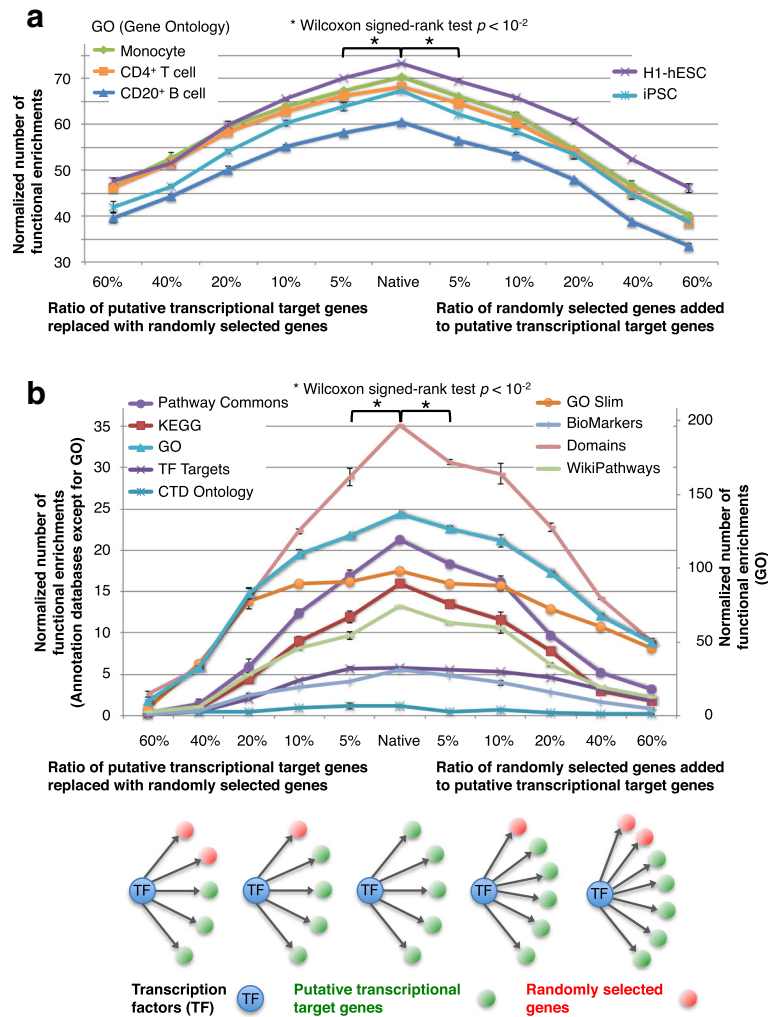 a
GO (Gene Ontology)
* Wilcoxon signed-rank test p < 10-2
Monocyte
CD4+ T cell
CD20+ B cell
* *
H1-hESC
iPSC
Normalized number of
functional enrichments
70
60
50
40
30
60% 40% 20% 10% 5% Native 5% 10% 20% 40% 60%
Ratio of putative transcriptional target genes
replaced with randomly selected genes
Ratio of randomly selected genes added
to putative transcriptional target genes
b
* Wilcoxon signed-rank test p < 10-2
Pathway Commons
KEGG
GO
TF Targets
CTD Ontology
* *
GO Slim
BioMarkers
Domains
WikiPathways
Normalized number of
functional enrichments
(Annotation databases except for GO)
35
30
25
20
15
10
5
0
200
150
100
50
0
Normalized number of
functional enrichments
(GO)
60% 40% 20% 10% 5% Native 5% 10% 20% 40% 60%
Ratio of putative transcriptional target genes
replaced with randomly selected genes
Ratio of randomly selected genes added
to putative transcriptional target genes
TF TF TF TF TF
Transcription
factors (TF)
TF
Putative transcriptional
target genes
Randomly selected
genes